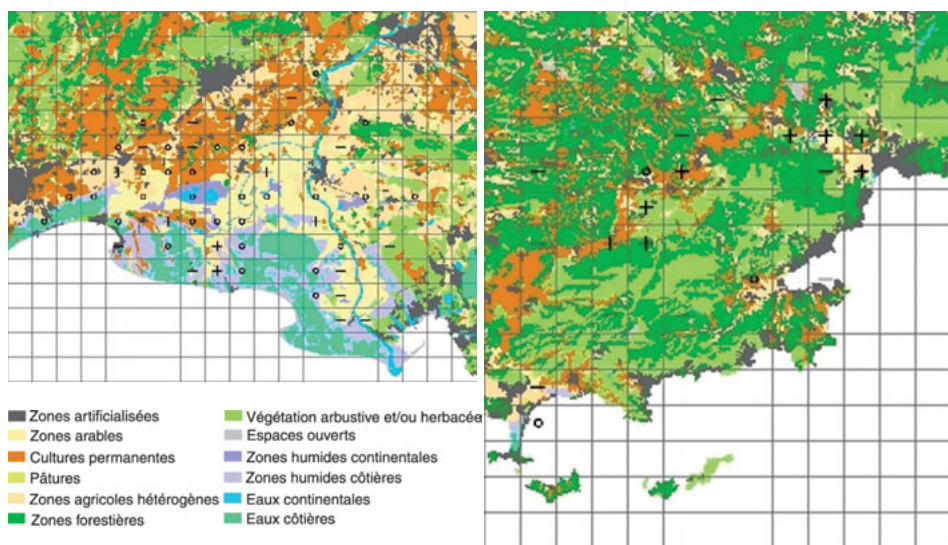 Zones artificialisées
Zones arables
Cultures permanentes
Pâtures
Zones agricoles hétérogènes
Zones forestières
Végétation arbustive et/ou herbacée
Espaces ouverts
Zones humides continentales
Zones humides côtières
Eaux continentales
Eaux côtières